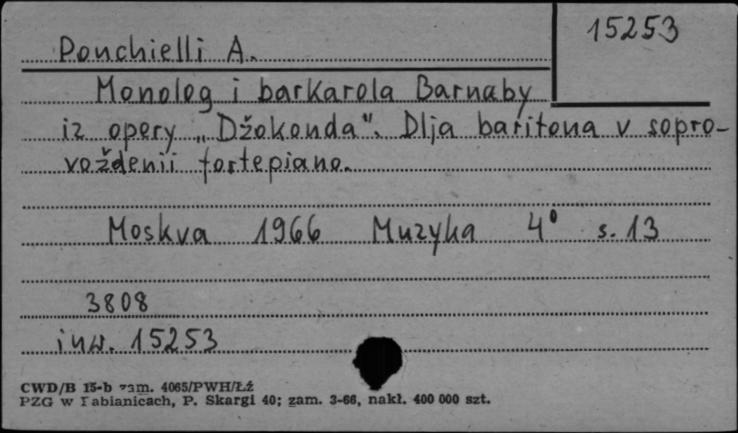 15253
Ponchielli A.
Monolog i barkarola Barnaby
iz opery „Džokonda". Dlja baritona v sopro-
voždenii fortepiano.
Moskva 1966 Muzyka 4° s. 13
3808
inw. 15253
CWD/B 15-b zam. 4065/PWH/Łź
PZG w Pabianicach, P. Skargi 40; zam. 3-66, nakł. 400 000 szt.